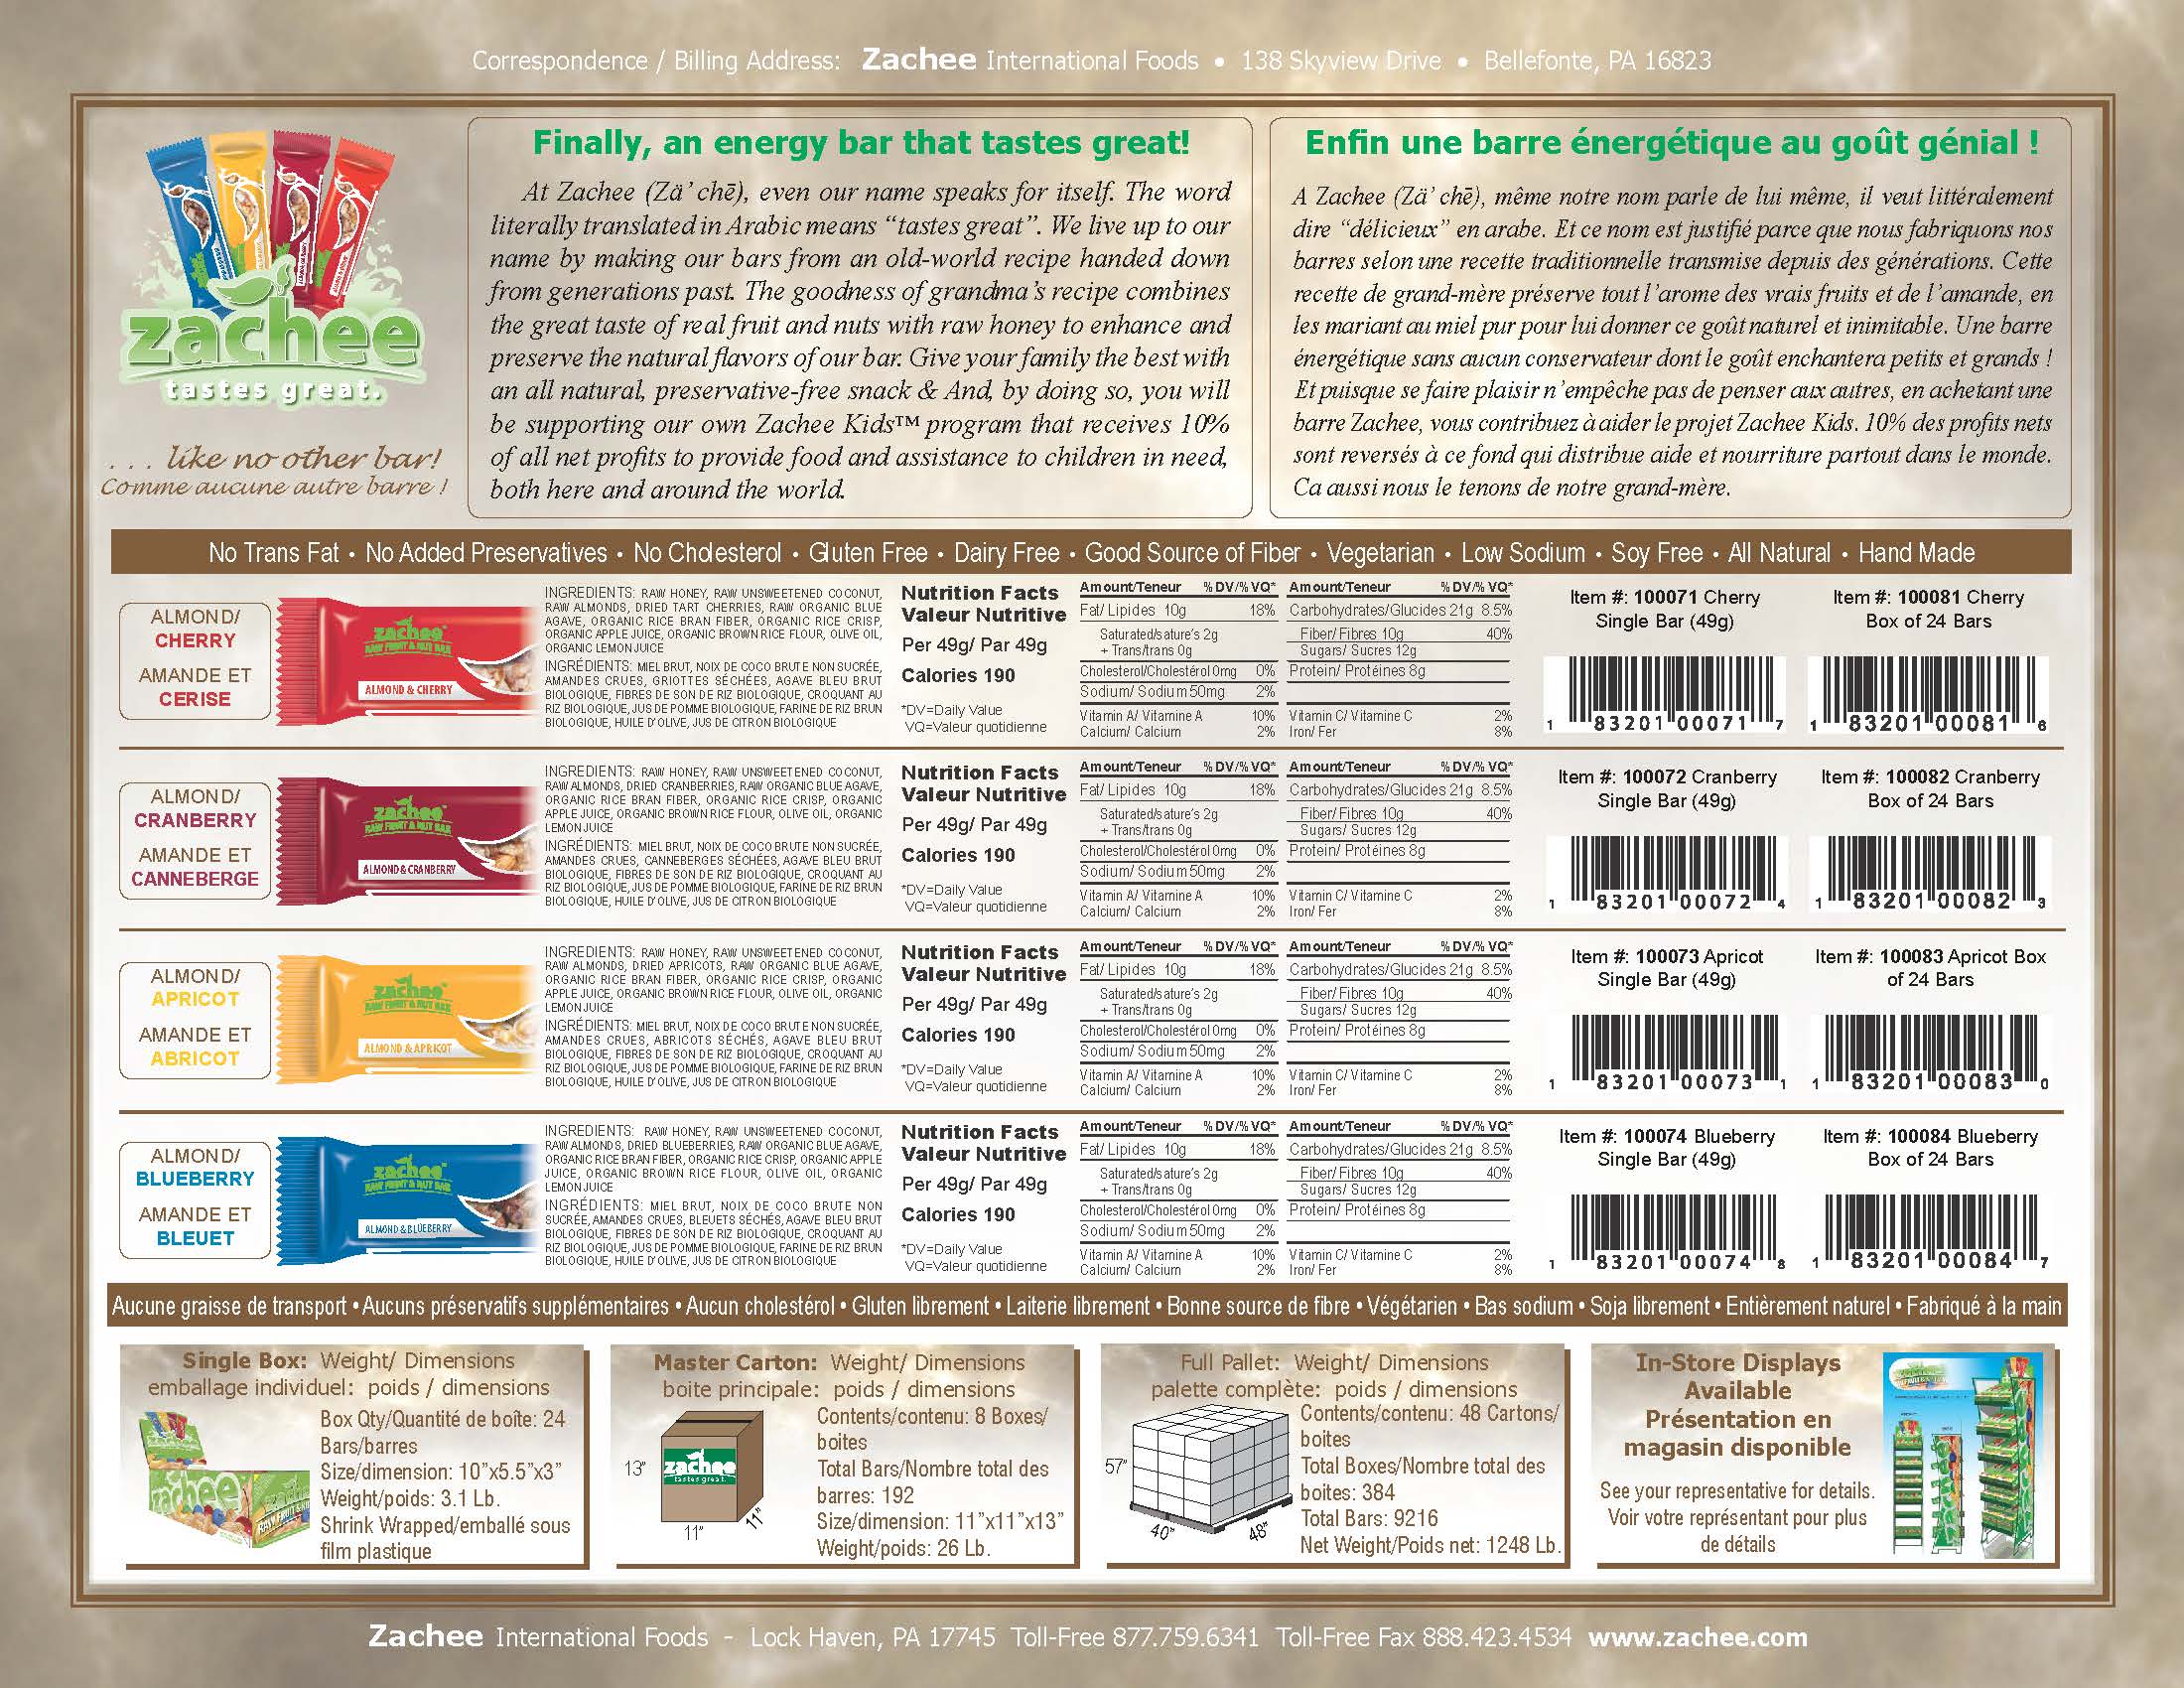 Correspondence / Billing Address: Zachee International Foods • 138 Skyview Drive • Bellefonte, PA 16823
zachee
tastes great.
. . . like no other bar!
Comme aucune autre barre !
Finally, an energy bar that tastes great!
At Zachee (Zä’ chē), even our name speaks for itself. The word
literally translated in Arabic means “tastes great”. We live up to our
name by making our bars from an old-world recipe handed down
from generations past. The goodness of grandma’s recipe combines
the great taste of real fruit and nuts with raw honey to enhance and
preserve the natural flavors of our bar. Give your family the best with
an all natural, preservative-free snack & And, by doing so, you will
be supporting our own Zachee Kids™ program that receives 10%
of all net profits to provide food and assistance to children in need,
both here and around the world.
Enfin une barre énergétique au goût génial !
A Zachee (Zä’ chē), même notre nom parle de lui même, il veut littéralement
dire “délicieux” en arabe. Et ce nom est justifié parce que nous fabriquons nos
barres selon une recette traditionnelle transmise depuis des générations. Cette
recette de grand-mère préserve tout l’arome des vrais fruits et de l’amande, en
les mariant au miel pur pour lui donner ce goût naturel et inimitable. Une barre
énergétique sans aucun conservateur dont le goût enchantera petits et grands !
Et puisque se faire plaisir n’empêche pas de penser aux autres, en achetant une
barre Zachee, vous contribuez à aider le projet Zachee Kids. 10% des profits nets
sont reversés à ce fond qui distribue aide et nourriture partout dans le monde.
Ca aussi nous le tenons de notre grand-mère.
No Trans Fat • No Added Preservatives • No Cholesterol • Gluten Free • Dairy Free • Good Source of Fiber • Vegetarian • Low Sodium • Soy Free • All Natural • Hand Made
ALMOND/
CHERRY
AMANDE ET
CERISE
zachee™
RAW FRUIT & NUT BAR
ALMOND & CHERRY
INGREDIENTS: RAW HONEY, RAW UNSWEETENED COCONUT,
RAW ALMONDS, DRIED TART CHERRIES, RAW ORGANIC BLUE
AGAVE, ORGANIC RICE BRAN FIBER, ORGANIC RICE CRISP,
ORGANIC APPLE JUICE, ORGANIC BROWN RICE FLOUR, OLIVE OIL,
ORGANIC LEMON JUICE
INGRÉDIENTS: MIEL BRUT, NOIX DE COCO BRUTE NON SUCRÉE,
AMANDES CRUES, GRIOTTES SÉCHÉES, AGAVE BLEU BRUT
BIOLOGIQUE, FIBRES DE SON DE RIZ BIOLOGIQUE, CROQUANT AU
RIZ BIOLOGIQUE, JUS DE POMME BIOLOGIQUE, FARINE DE RIZ BRUN
BIOLOGIQUE, HUILE D’OLIVE, JUS DE CITRON BIOLOGIQUE
Nutrition Facts
Valeur Nutritive
Per 49g/ Par 49g
Calories 190
*DV=Daily Value
VQ=Valeur quotidienne
Amount/Teneur % DV/% VQ* Amount/Teneur % DV/% VQ*
Fat/ Lipides 10g 18% Carbohydrates/Glucides 21g 8.5%
Saturated/sature’s 2g Fiber/ Fibres 10g 40%
+ Trans/trans 0g Sugars/ Sucres 12g
Cholesterol/Cholestérol 0mg 0% Protein/ Protéines 8g
Sodium/ Sodium 50mg 2%
Vitamin A/ Vitamine A 10% Vitamin C/ Vitamine C 2%
Calcium/ Calcium 2% Iron/ Fer 8%
Item #: 100071 Cherry
Single Bar (49g)
1 83201 00071 7
Item #: 100081 Cherry
Box of 24 Bars
1 83201 00081 6
ALMOND/
CRANBERRY
AMANDE ET
CANNEBERGE
zachee™
RAW FRUIT & NUT BAR
ALMOND & CRANBERRY
INGREDIENTS: RAW HONEY, RAW UNSWEETENED COCONUT,
RAW ALMONDS, DRIED CRANBERRIES, RAW ORGANIC BLUE AGAVE,
ORGANIC RICE BRAN FIBER, ORGANIC RICE CRISP, ORGANIC
APPLE JUICE, ORGANIC BROWN RICE FLOUR, OLIVE OIL, ORGANIC
LEMON JUICE
INGRÉDIENTS: MIEL BRUT, NOIX DE COCO BRUTE NON SUCRÉE,
AMANDES CRUES, CANNEBERGES SÉCHÉES, AGAVE BLEU BRUT
BIOLOGIQUE, FIBRES DE SON DE RIZ BIOLOGIQUE, CROQUANT AU
RIZ BIOLOGIQUE, JUS DE POMME BIOLOGIQUE, FARINE DE RIZ BRUN
BIOLOGIQUE, HUILE D’OLIVE, JUS DE CITRON BIOLOGIQUE
Nutrition Facts
Valeur Nutritive
Per 49g/ Par 49g
Calories 190
*DV=Daily Value
VQ=Valeur quotidienne
Amount/Teneur % DV/% VQ* Amount/Teneur % DV/% VQ*
Fat/ Lipides 10g 18% Carbohydrates/Glucides 21g 8.5%
Saturated/sature’s 2g Fiber/ Fibres 10g 40%
+ Trans/trans 0g Sugars/ Sucres 12g
Cholesterol/Cholestérol 0mg 0% Protein/ Protéines 8g
Sodium/ Sodium 50mg 2%
Vitamin A/ Vitamine A 10% Vitamin C/ Vitamine C 2%
Calcium/ Calcium 2% Iron/ Fer 8%
Item #: 100072 Cranberry
Single Bar (49g)
1 83201 00072 4
Item #: 100082 Cranberry
Box of 24 Bars
1 83201 00082 3
ALMOND/
APRICOT
AMANDE ET
ABRICOT
zachee™
RAW FRUIT & NUT BAR
ALMOND & APRICOT
INGREDIENTS: RAW HONEY, RAW UNSWEETENED COCONUT,
RAW ALMONDS, DRIED APRICOTS, RAW ORGANIC BLUE AGAVE,
ORGANIC RICE BRAN FIBER, ORGANIC RICE CRISP, ORGANIC
APPLE JUICE, ORGANIC BROWN RICE FLOUR, OLIVE OIL, ORGANIC
LEMON JUICE
INGRÉDIENTS: MIEL BRUT, NOIX DE COCO BRUTE NON SUCRÉE,
AMANDES CRUES, ABRICOTS SÉCHÉS, AGAVE BLEU BRUT
BIOLOGIQUE, FIBRES DE SON DE RIZ BIOLOGIQUE, CROQUANT AU
RIZ BIOLOGIQUE, JUS DE POMME BIOLOGIQUE, FARINE DE RIZ BRUN
BIOLOGIQUE, HUILE D’OLIVE, JUS DE CITRON BIOLOGIQUE
Nutrition Facts
Valeur Nutritive
Per 49g/ Par 49g
Calories 190
*DV=Daily Value
VQ=Valeur quotidienne
Amount/Teneur % DV/% VQ* Amount/Teneur % DV/% VQ*
Fat/ Lipides 10g 18% Carbohydrates/Glucides 21g 8.5%
Saturated/sature’s 2g Fiber/ Fibres 10g 40%
+ Trans/trans 0g Sugars/ Sucres 12g
Cholesterol/Cholestérol 0mg 0% Protein/ Protéines 8g
Sodium/ Sodium 50mg 2%
Vitamin A/ Vitamine A 10% Vitamin C/ Vitamine C 2%
Calcium/ Calcium 2% Iron/ Fer 8%
Item #: 100073 Apricot
Single Bar (49g)
1 83201 00073 1
Item #: 100083 Apricot Box
of 24 Bars
1 83201 00083 0
ALMOND/
BLUEBERRY
AMANDE ET
BLEUET
zachee™
RAW FRUIT & NUT BAR
ALMOND & BLUEBERRY
INGREDIENTS: RAW HONEY, RAW UNSWEETENED COCONUT,
RAW ALMONDS, DRIED BLUEBERRIES, RAW ORGANIC BLUE AGAVE,
ORGANIC RICE BRAN FIBER, ORGANIC RICE CRISP, ORGANIC APPLE
JUICE, ORGANIC BROWN RICE FLOUR, OLIVE OIL, ORGANIC
LEMON JUICE
INGRÉDIENTS: MIEL BRUT, NOIX DE COCO BRUTE NON
SUCRÉE, AMANDES CRUES, BLEUETS SÉCHÉS, AGAVE BLEU BRUT
BIOLOGIQUE, FIBRES DE SON DE RIZ BIOLOGIQUE, CROQUANT AU
RIZ BIOLOGIQUE, JUS DE POMME BIOLOGIQUE, FARINE DE RIZ BRUN
BIOLOGIQUE, HUILE D’OLIVE, JUS DE CITRON BIOLOGIQUE
Nutrition Facts
Valeur Nutritive
Per 49g/ Par 49g
Calories 190
*DV=Daily Value
VQ=Valeur quotidienne
Amount/Teneur % DV/% VQ* Amount/Teneur % DV/% VQ*
Fat/ Lipides 10g 18% Carbohydrates/Glucides 21g 8.5%
Saturated/sature’s 2g Fiber/ Fibres 10g 40%
+ Trans/trans 0g Sugars/ Sucres 12g
Cholesterol/Cholestérol 0mg 0% Protein/ Protéines 8g
Sodium/ Sodium 50mg 2%
Vitamin A/ Vitamine A 10% Vitamin C/ Vitamine C 2%
Calcium/ Calcium 2% Iron/ Fer 8%
Item #: 100074 Blueberry
Single Bar (49g)
1 83201 00074 8
Item #: 100084 Blueberry
Box of 24 Bars
1 83201 00084 7
Aucune graisse de transport • Aucuns préservatifs supplémentaires • Aucun cholestérol • Gluten librement • Laiterie librement • Bonne source de fibre • Végétarien • Bas sodium • Soja librement • Entièrement naturel • Fabriqué à la main
Single Box: Weight/ Dimensions
emballage individuel: poids / dimensions
Box Qty/Quantité de boîte: 24
Bars/barres
Size/dimension: 10”x5.5”x3”
Weight/poids: 3.1 Lb.
Shrink Wrapped/emballé sous
film plastique
zachee
Master Carton: Weight/ Dimensions
boite principale: poids / dimensions
Contents/contenu: 8 Boxes/
boites
Total Bars/Nombre total des
barres: 192
Size/dimension: 11”x11”x13”
Weight/poids: 26 Lb.
13”
zachee
tastes great.
11”
11”
Full Pallet: Weight/ Dimensions
palette complète: poids / dimensions
Contents/contenu: 48 Cartons/
boites
Total Boxes/Nombre total des
boites: 384
Total Bars: 9216
Net Weight/Poids net: 1248 Lb.
57”
40”
48”
In-Store Displays
Available
Présentation en
magasin disponible
See your representative for details.
Voir votre représentant pour plus
de détails
Zachee International Foods - Lock Haven, PA 17745 Toll-Free 877.759.6341 Toll-Free Fax 888.423.4534 www.zachee.com